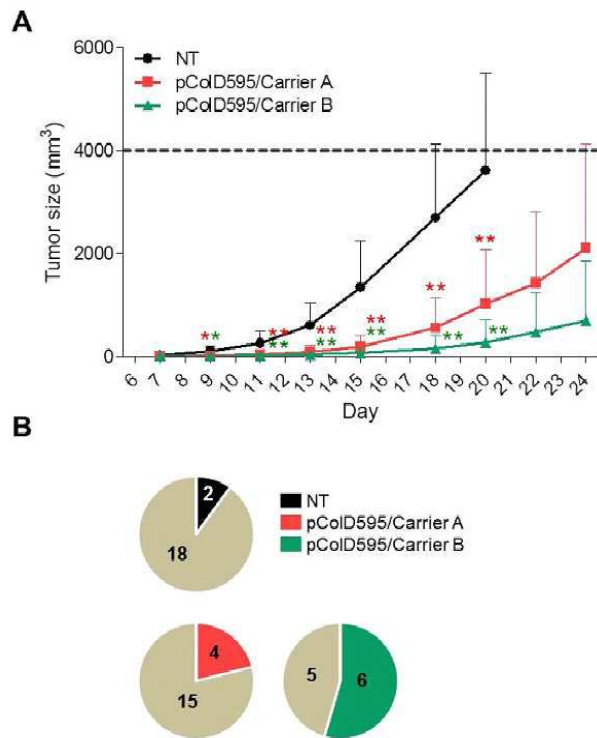 A
6000
4000
2000
0
Tumor size (mm³)
NT
pColD595/Carrier A
pColD595/Carrier B
** 
** 
** ** ** 
** ** ** ** **
6 7 8 9 10 11 12 13 14 15 16 17 18 19 20 21 22 23 24
Day
B
2
18
NT
pColD595/Carrier A
pColD595/Carrier B
4
15
5
6